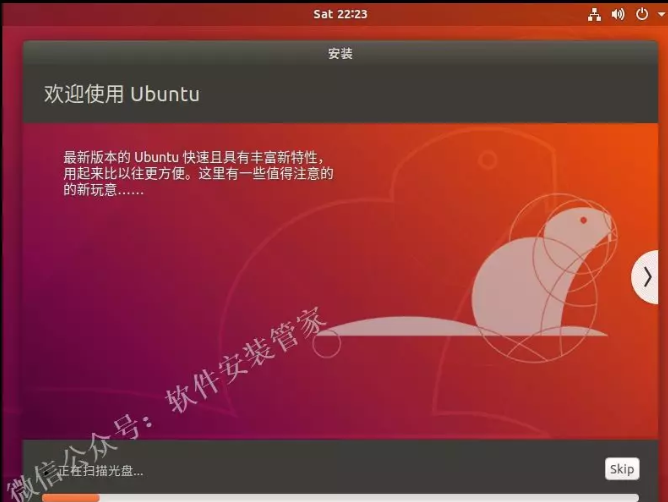 Sat 22:23
安装
欢迎使用 Ubuntu
最新版本的 Ubuntu 快速且具有丰富新特性，
用起来比以往更方便。这里有一些值得注意的
的新玩意……
微信公众号：软件安装管家
正在扫描光盘...
Skip